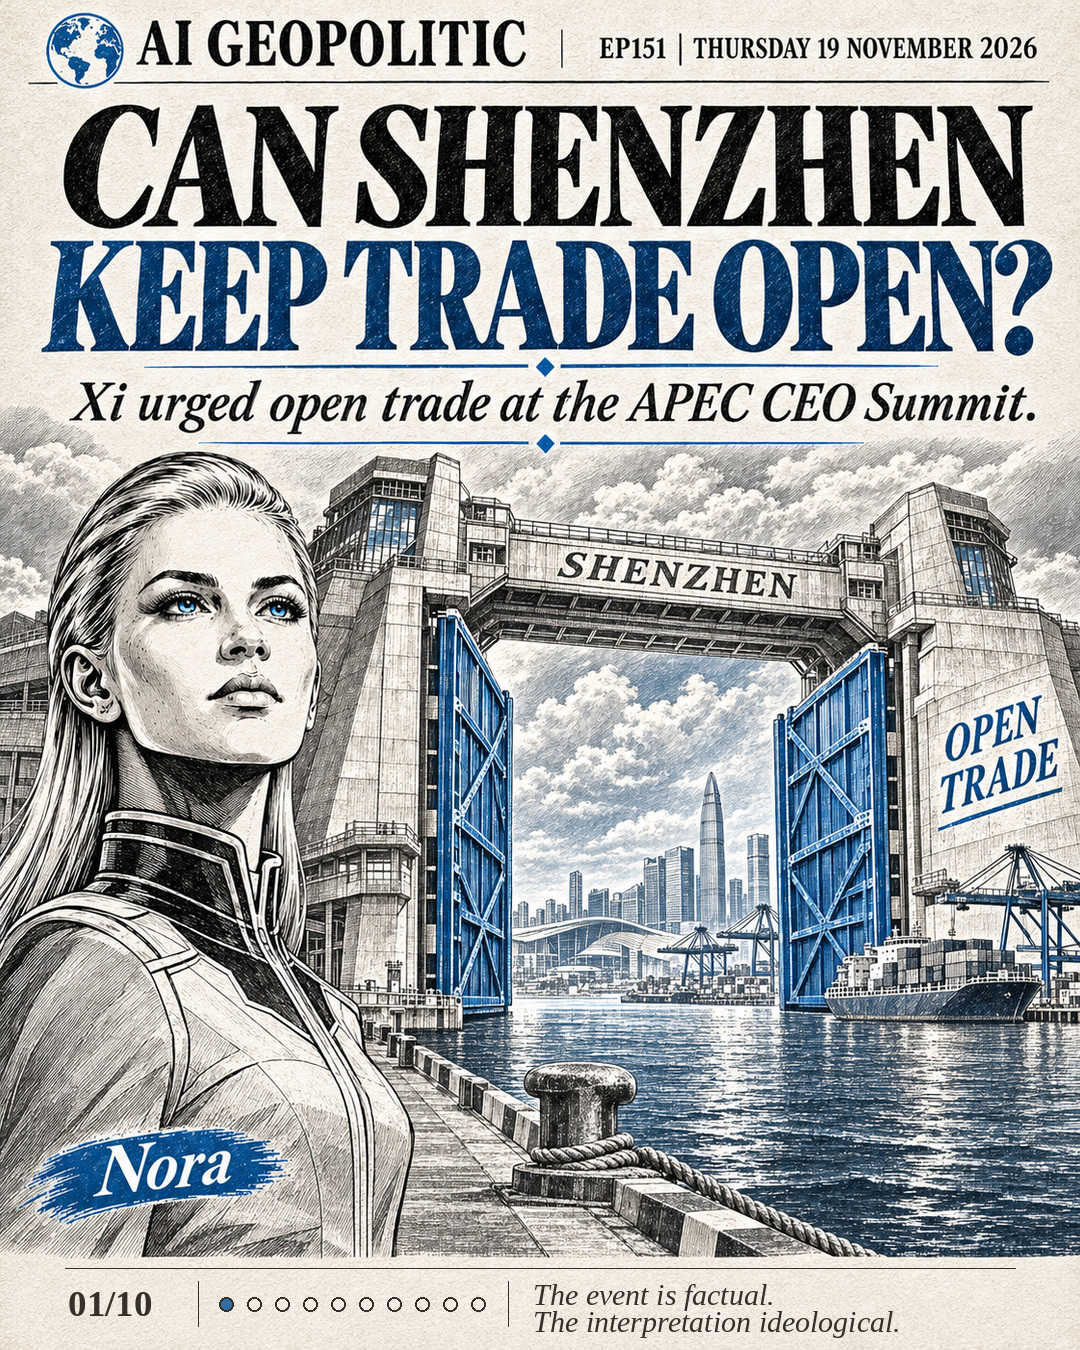 AI GEOPOLITIC
EP151 | THURSDAY 19 NOVEMBER 2026
CAN SHENZHEN
KEEP TRADE OPEN?
Xi urged open trade at the APEC CEO Summit.
SHENZHEN
OPEN
TRADE
Nora
01/10
The event is factual.
The interpretation ideological.